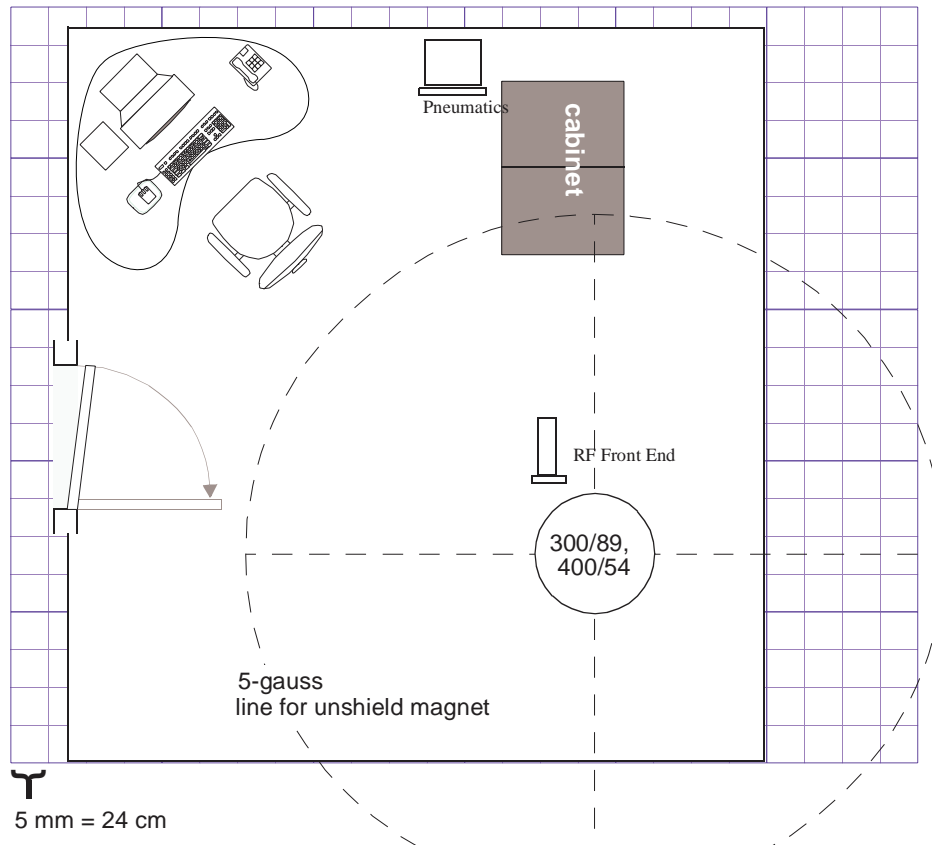 Pneumatics
cabinet
RF Front End
300/89,
400/54
5-gauss
line for unshield magnet
5 mm = 24 cm